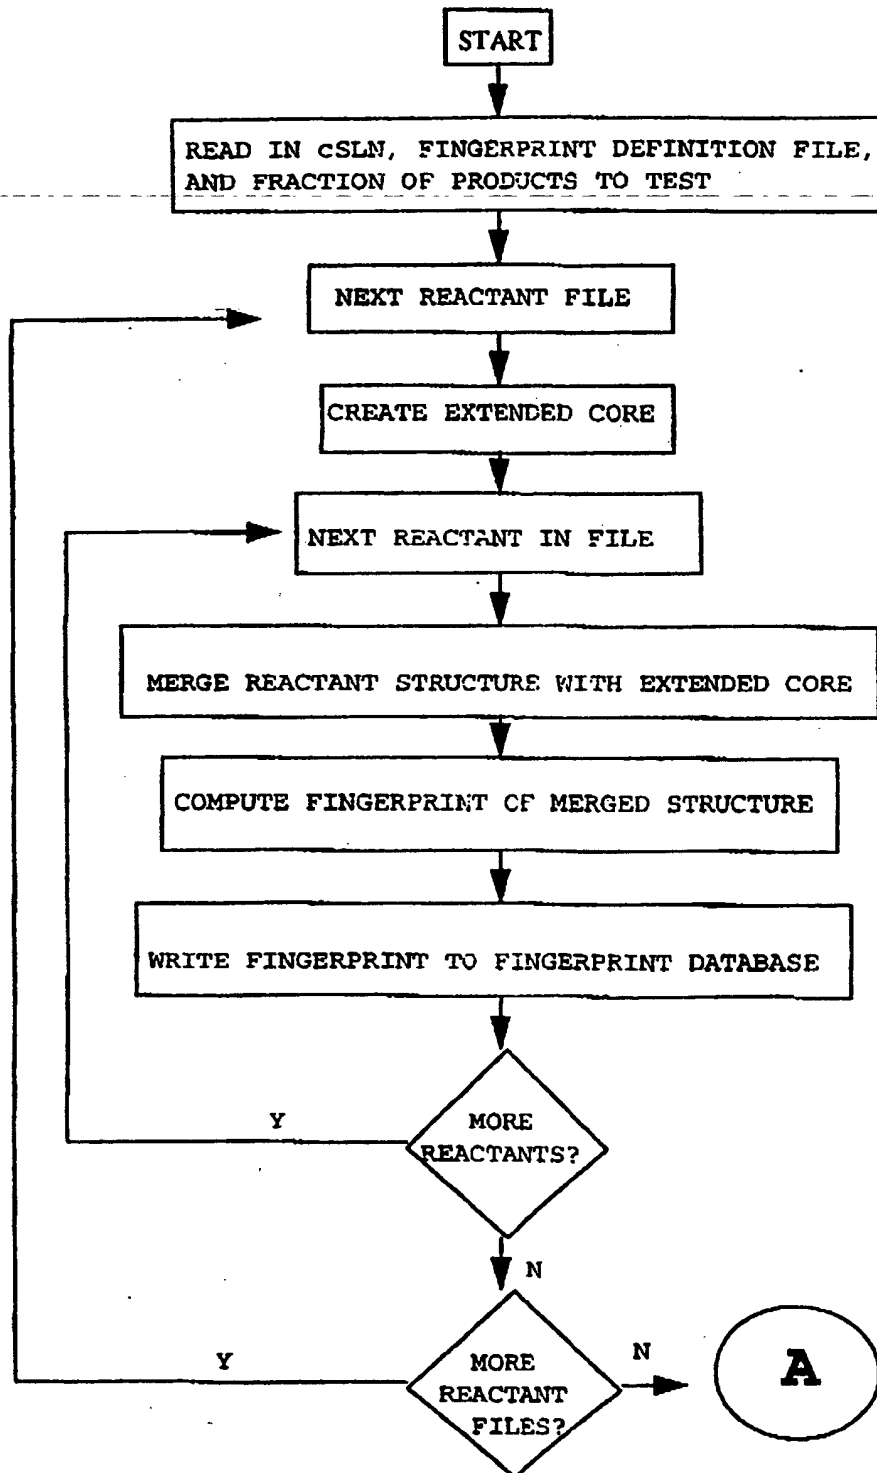 START
READ IN cSLN, FINGERPRINT DEFINITION FILE,
AND FRACTION OF PRODUCTS TO TEST
NEXT REACTANT FILE
CREATE EXTENDED CORE
NEXT REACTANT IN FILE
MERGE REACTANT STRUCTURE WITH EXTENDED CORE
COMPUTE FINGERPRINT OF MERGED STRUCTURE
WRITE FINGERPRINT TO FINGERPRINT DATABASE
Y
MORE
REACTANTS?
N
Y
MORE
REACTANT
FILES?
N
A